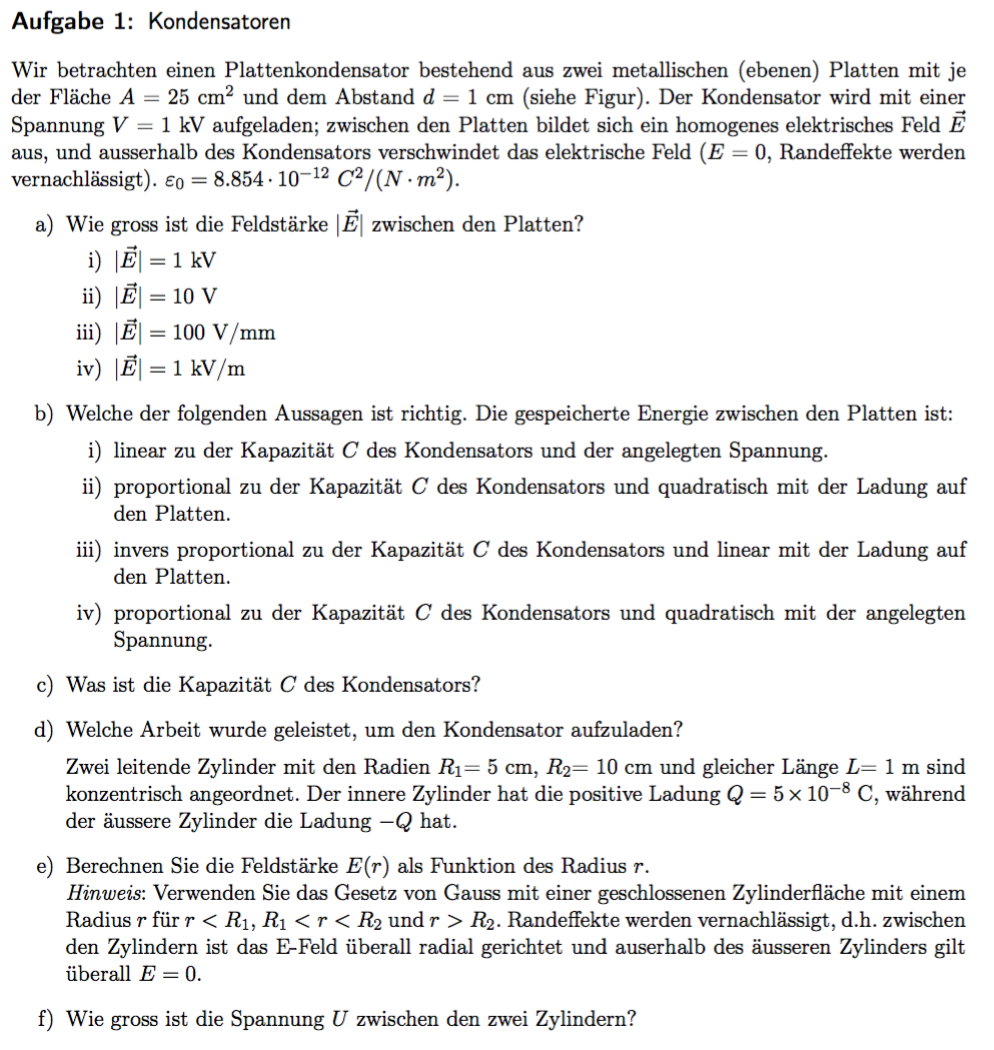 Aufgabe 1: Kondensatoren
Wir betrachten einen Plattenkondensator bestehend aus zwei metallischen (ebenen) Platten mit je
der Fläche A = 25 cm² und dem Abstand d = 1 cm (siehe Figur). Der Kondensator wird mit einer
Spannung V = 1 kV aufgeladen; zwischen den Platten bildet sich ein homogenes elektrisches Feld E⃗
aus, und ausserhalb des Kondensators verschwindet das elektrische Feld (E = 0, Randeffekte werden
vernachlässigt). ε₀ = 8.854 · 10⁻¹² C²/(N · m²).
a) Wie gross ist die Feldstärke |E⃗| zwischen den Platten?
i) |E⃗| = 1 kV
ii) |E⃗| = 10 V
iii) |E⃗| = 100 V/mm
iv) |E⃗| = 1 kV/m
b) Welche der folgenden Aussagen ist richtig. Die gespeicherte Energie zwischen den Platten ist:
i) linear zu der Kapazität C des Kondensators und der angelegten Spannung.
ii) proportional zu der Kapazität C des Kondensators und quadratisch mit der Ladung auf
den Platten.
iii) invers proportional zu der Kapazität C des Kondensators und linear mit der Ladung auf
den Platten.
iv) proportional zu der Kapazität C des Kondensators und quadratisch mit der angelegten
Spannung.
c) Was ist die Kapazität C des Kondensators?
d) Welche Arbeit wurde geleistet, um den Kondensator aufzuladen?
Zwei leitende Zylinder mit den Radien R₁= 5 cm, R₂= 10 cm und gleicher Länge L= 1 m sind
konzentrisch angeordnet. Der innere Zylinder hat die positive Ladung Q = 5 × 10⁻⁸ C, während
der äussere Zylinder die Ladung −Q hat.
e) Berechnen Sie die Feldstärke E(r) als Funktion des Radius r.
Hinweis: Verwenden Sie das Gesetz von Gauss mit einer geschlossenen Zylinderfläche mit einem
Radius r für r < R₁, R₁ < r < R₂ und r > R₂. Randeffekte werden vernachlässigt, d.h. zwischen
den Zylindern ist das E-Feld überall radial gerichtet und auserhalb des äusseren Zylinders gilt
überall E = 0.
f) Wie gross ist die Spannung U zwischen den zwei Zylindern?